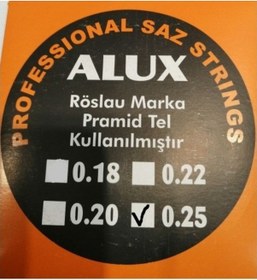 PROFESSIONAL SAZ STRINGS
ALUX
Röslau Marka
Pramid Tel
Kullanılmıştır
0.18 0.22
0.20 0.25